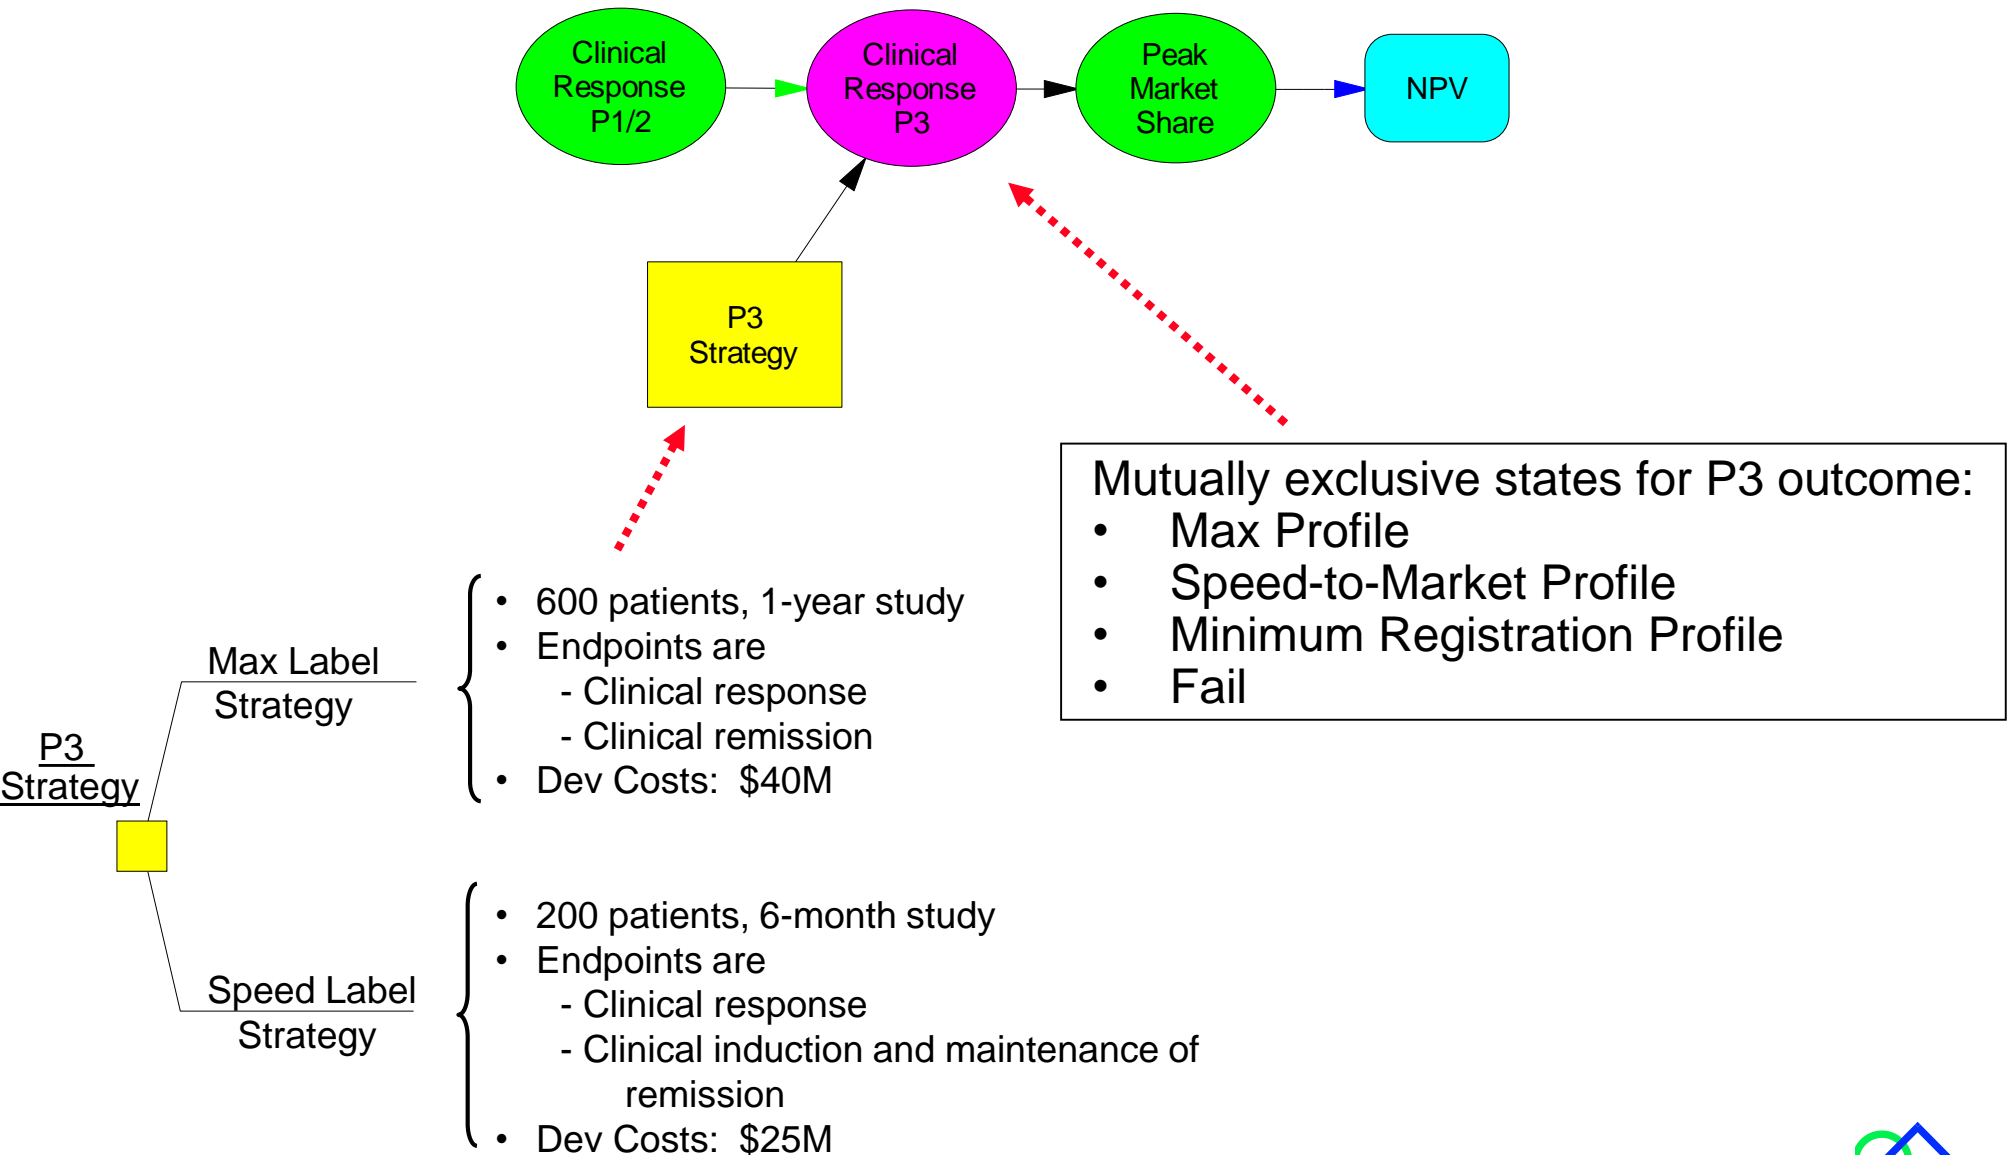 Clinical
Response
P1/2
Clinical
Response
P3
Peak
Market
Share
NPV
P3
Strategy
Mutually exclusive states for P3 outcome:
• Max Profile
• Speed-to-Market Profile
• Minimum Registration Profile
• Fail
P3
Strategy
Max Label
Strategy
• 600 patients, 1-year study
• Endpoints are
- Clinical response
- Clinical remission
• Dev Costs: $40M
Speed Label
Strategy
• 200 patients, 6-month study
• Endpoints are
- Clinical response
- Clinical induction and maintenance of
remission
• Dev Costs: $25M